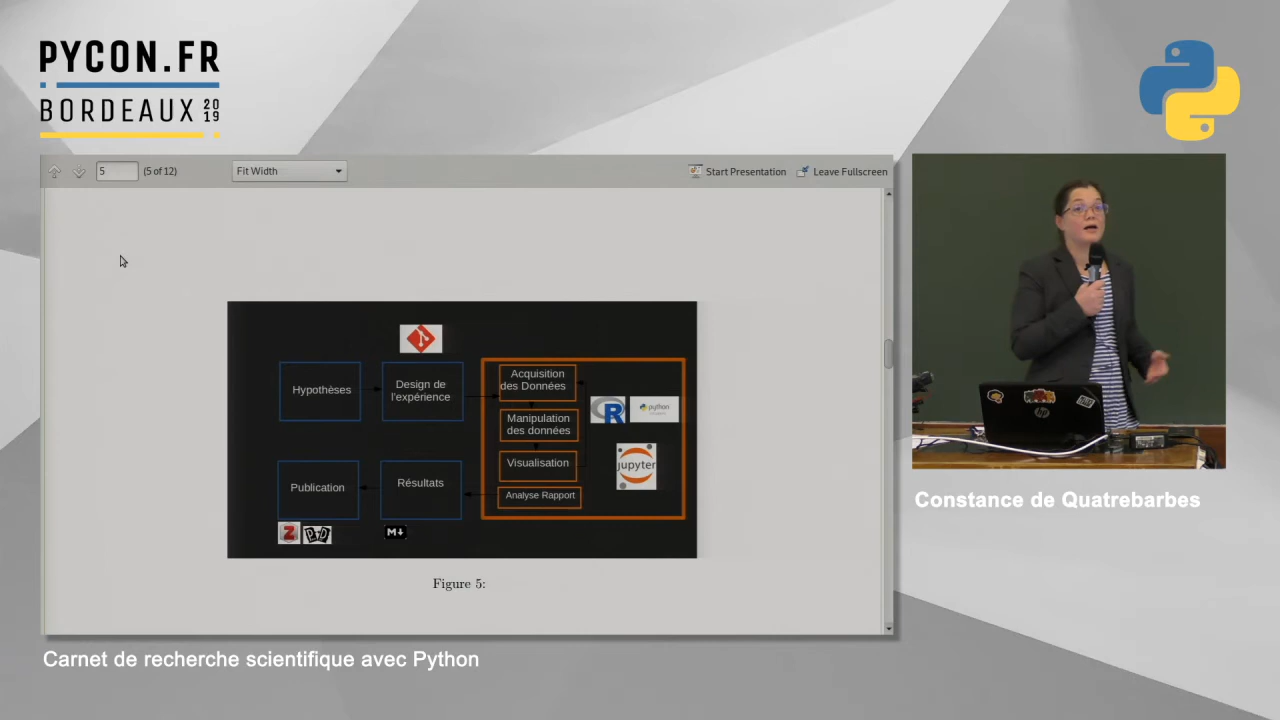 PYCON.FR
BORDEAUX 2019
5 (5 of 12) Fit Width Start Presentation Leave Fullscreen
Hypothèses
Design de
l'expérience
Acquisition
des Données
Manipulation
des données
Visualisation
Analyse Rapport
R
python
jupyter
Publication
Résultats
Z
M
Figure 5:
hp
Constance de Quatrebarbes
Carnet de recherche scientifique avec Python